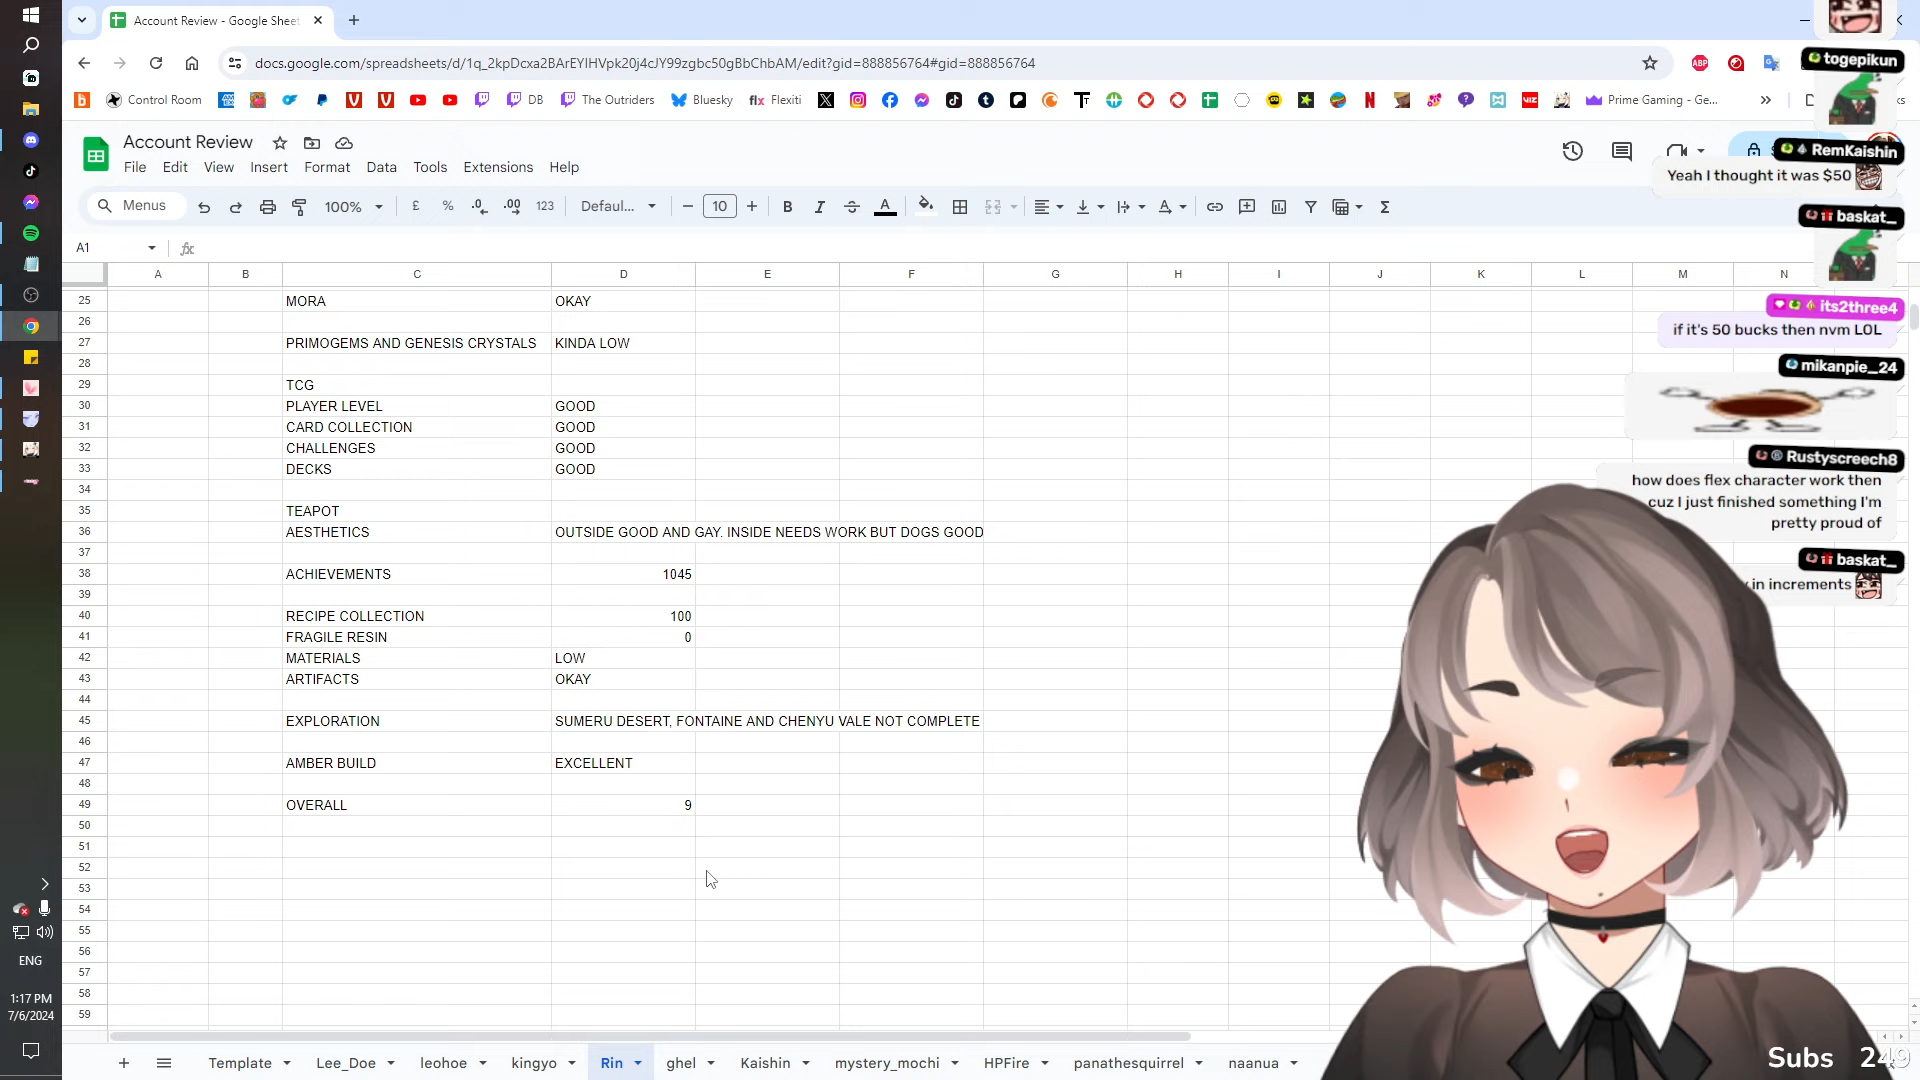 Account Review - Google Sheet
docs.google.com/spreadsheets/d/1q_2kpDcxa2BArEYIHVpk20j4cJY99zgbc50gBbChbAM/edit?gid=888856764#gid=888856764
Control Room
DB
The Outriders
Bluesky
flx Flexiti
Prime Gaming - Ge...
Account Review
File Edit View Insert Format Data Tools Extensions Help
Menus 100% £ % .0 .00 123 Defaul... 10 B I A
A1 fx
A B C D E F G H I J K L M N
25 MORA OKAY
26
27 PRIMOGEMS AND GENESIS CRYSTALS KINDA LOW
28
29 TCG
30 PLAYER LEVEL GOOD
31 CARD COLLECTION GOOD
32 CHALLENGES GOOD
33 DECKS GOOD
34
35 TEAPOT
36 AESTHETICS OUTSIDE GOOD AND GAY. INSIDE NEEDS WORK BUT DOGS GOOD
37
38 ACHIEVEMENTS 1045
39
40 RECIPE COLLECTION 100
41 FRAGILE RESIN 0
42 MATERIALS LOW
43 ARTIFACTS OKAY
44
45 EXPLORATION SUMERU DESERT, FONTAINE AND CHENYU VALE NOT COMPLETE
46
47 AMBER BUILD EXCELLENT
48
49 OVERALL 9
50
51
52
53
54
55
56
57
58
59
Template Lee_Doe leohoe kingyo Rin ghel Kaishin mystery_mochi HPFire panathesquirrel naanua
togepikun
RemKaishin
Yeah I thought it was $50
baskat_
its2three4
if it's 50 bucks then nvm LOL
mikanpie_24
Rustyscreech8
how does flex character work then
cuz I just finished something I'm
pretty proud of
baskat_
in increments
Subs
ENG
1:17 PM
7/6/2024